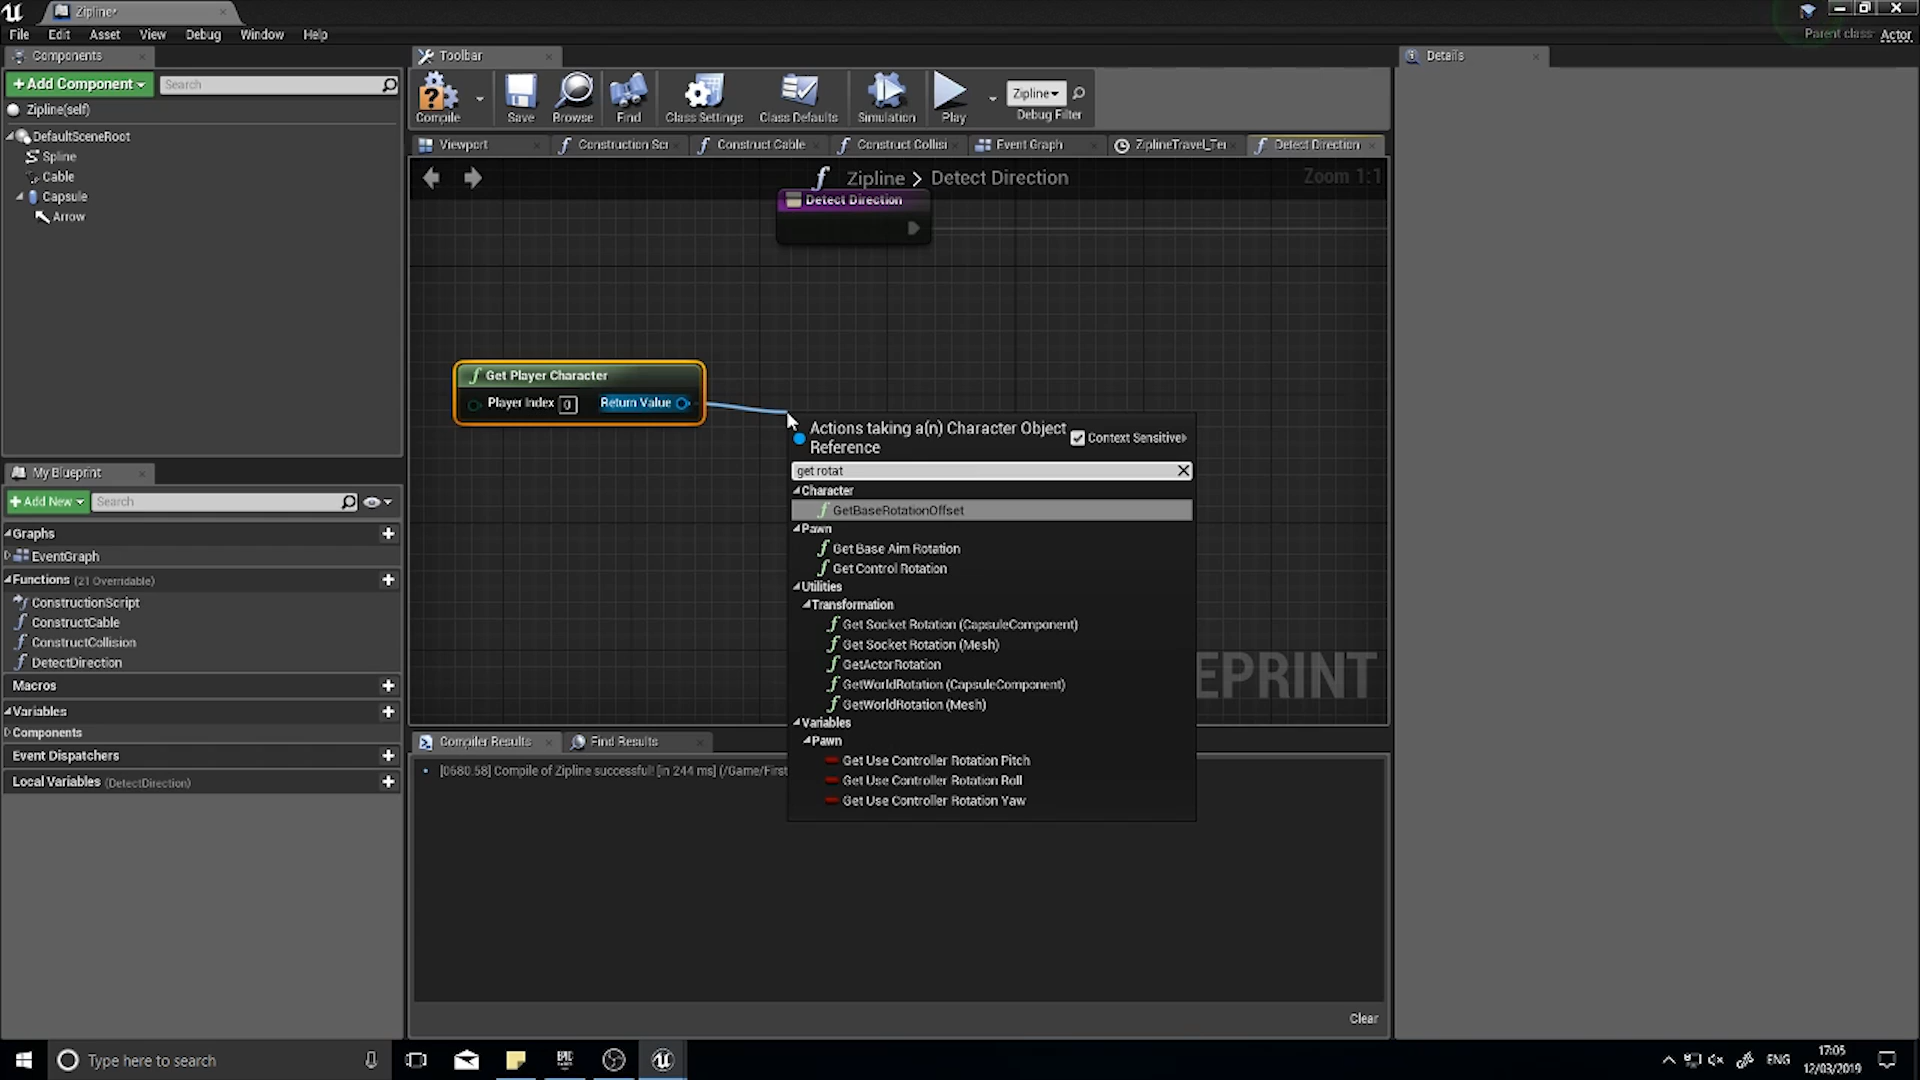 Zipline*
File Edit Asset View Debug Window Help
Parent class: Actor
Components
Toolbar
Details
+Add Component
Search
Zipline(self)
DefaultSceneRoot
Spline
Cable
Capsule
Arrow
Compile
Save
Browse
Find
Class Settings
Class Defaults
Simulation
Play
Zipline
Debug Filter
Viewport
Construction Scr
Construct Cable
Construct Collisi
Event Graph
ZiplineTravel_Ter
Detect Direction
Zipline > Detect Direction
Zoom 1:1
Detect Direction
Get Player Character
Player Index 0
Return Value
Actions taking a(n) Character Object
Reference
Context Sensitive
get rotat
Character
GetBaseRotationOffset
Pawn
Get Base Aim Rotation
Get Control Rotation
Utilities
Transformation
Get Socket Rotation (CapsuleComponent)
Get Socket Rotation (Mesh)
GetActorRotation
GetWorldRotation (CapsuleComponent)
GetWorldRotation (Mesh)
Variables
Pawn
Get Use Controller Rotation Pitch
Get Use Controller Rotation Roll
Get Use Controller Rotation Yaw
EPRINT
My Blueprint
+Add New
Search
Graphs
EventGraph
Functions (21 Overridable)
ConstructionScript
ConstructCable
ConstructCollision
DetectDirection
Macros
Variables
Components
Event Dispatchers
Local Variables (DetectDirection)
Compiler Results
Find Results
[0680.58] Compile of Zipline successful! [in 244 ms] (/Game/First
Clear
Type here to search
EPIC
ENG
17:05
12/03/2019